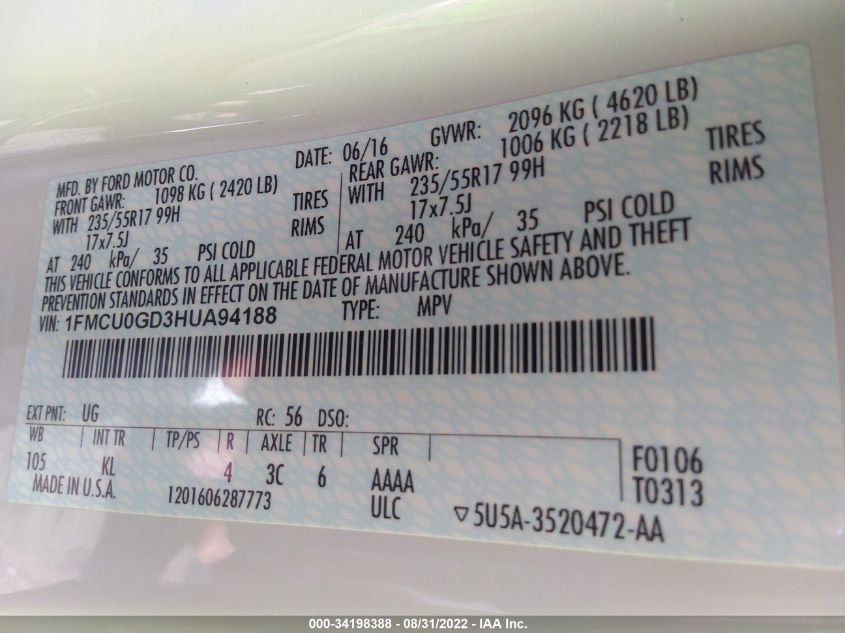 MFD. BY FORD MOTOR CO. DATE: 06/16 GVWR: 2096 KG ( 4620 LB)
FRONT GAWR: 1098 KG ( 2420 LB) REAR GAWR: 1006 KG ( 2218 LB)
WITH 235/55R17 99H TIRES WITH 235/55R17 99H TIRES
17x7.5J RIMS 17x7.5J RIMS
AT 240 kPa/ 35 PSI COLD AT 240 kPa/ 35 PSI COLD
THIS VEHICLE CONFORMS TO ALL APPLICABLE FEDERAL MOTOR VEHICLE SAFETY AND THEFT
PREVENTION STANDARDS IN EFFECT ON THE DATE OF MANUFACTURE SHOWN ABOVE.
VIN: 1FMCU0GD3HUA94188 TYPE: MPV
EXT PNT: UG RC: 56 DSO:
WB INT TR TP/PS R AXLE TR SPR
105 KL 4 3C 6 AAAA F0106
MADE IN U.S.A. 1201606287773 ULC T0313
▽5U5A-3520472-AA
000-34198388 - 08/31/2022 - IAA Inc.